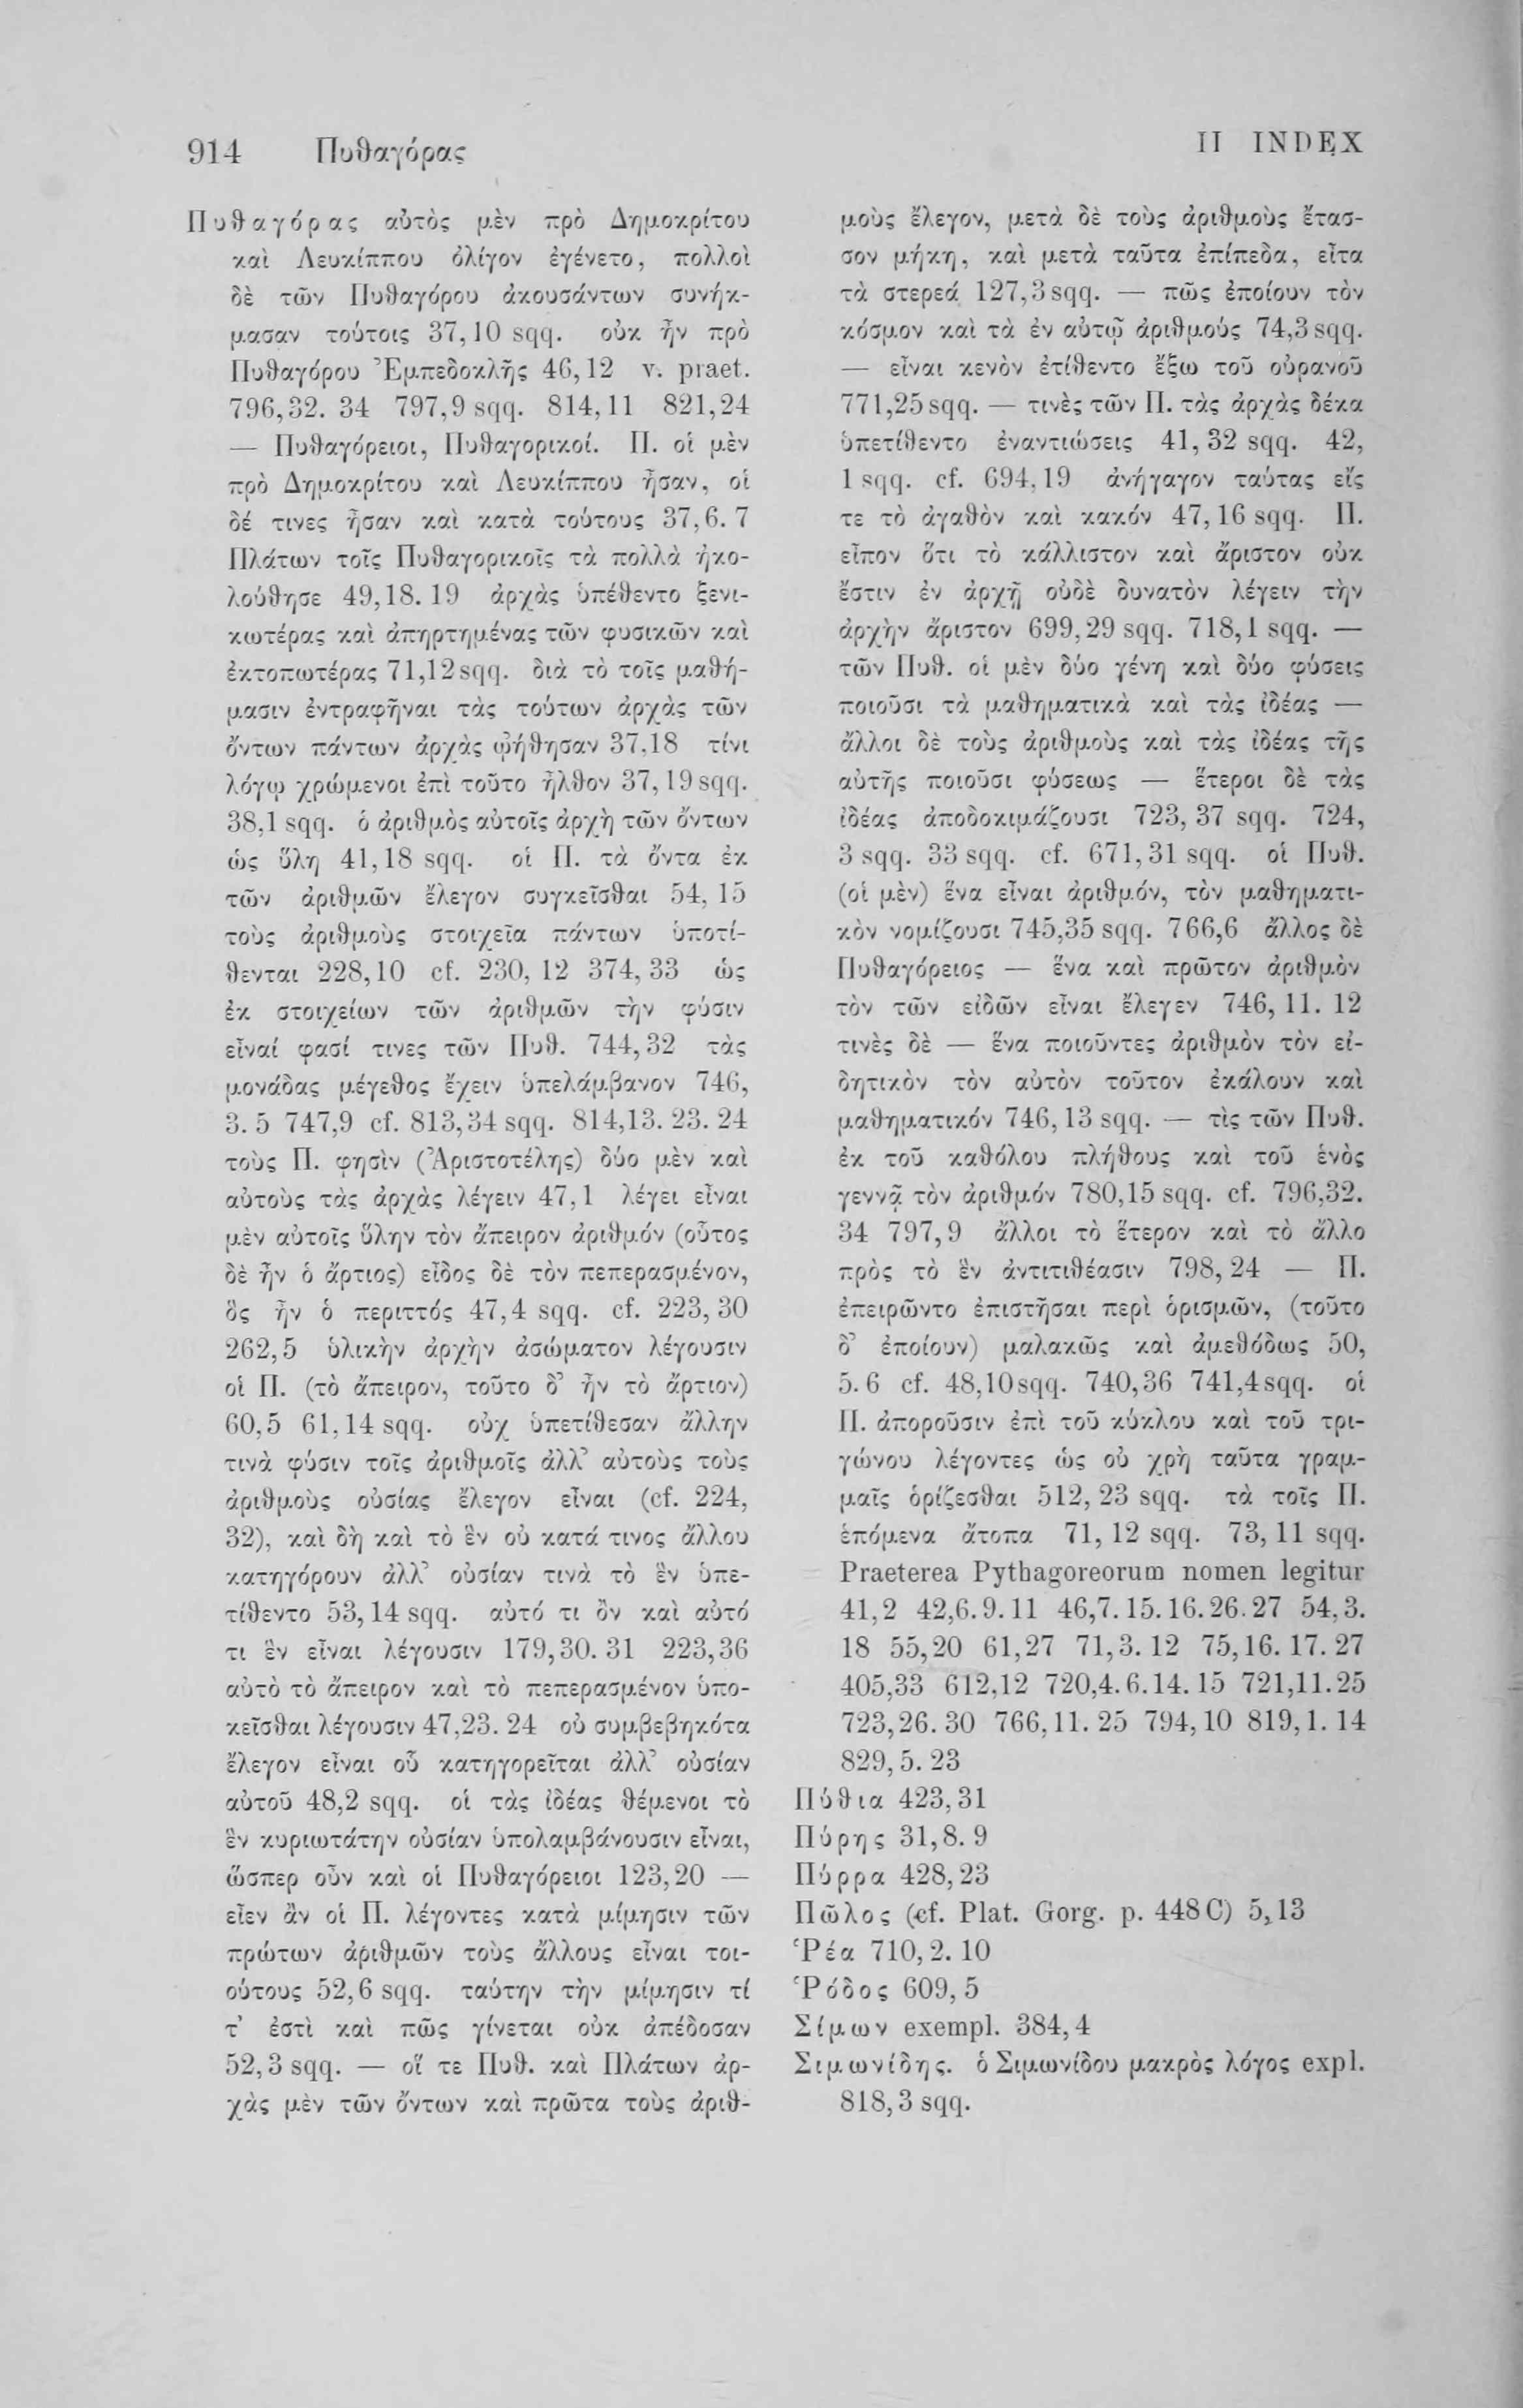 914 Πυθαγόρας
II INDEX
Πυθαγόρας αὐτὸς μὲν πρὸ Δημοκρίτου
καὶ Λευκίππου ὀλίγον ἐγένετο, πολλοὶ
δὲ τῶν Πυθαγόρου ἀκουσάντων συνήκ-
μασαν τούτοις 37,10 sqq. οὐκ ἦν πρὸ
Πυθαγόρου Ἐμπεδοκλῆς 46,12 v. praet.
796,32. 34 797,9 sqq. 814,11 821,24
— Πυθαγόρειοι, Πυθαγορικοί. Π. οἱ μὲν
πρὸ Δημοκρίτου καὶ Λευκίππου ἦσαν, οἱ
δέ τινες ἦσαν καὶ κατὰ τούτους 37,6. 7
Πλάτων τοῖς Πυθαγορικοῖς τὰ πολλὰ ἠκο-
λούθησε 49,18. 19 ἀρχὰς ὑπέθεντο ξενι-
κωτέρας καὶ ἀπηρτημένας τῶν φυσικῶν καὶ
ἐκτοπωτέρας 71,12 sqq. διὰ τὸ τοῖς μαθή-
μασιν ἐντραφῆναι τὰς τούτων ἀρχὰς τῶν
ὄντων πάντων ἀρχὰς ᾠήθησαν 37,18 τίνι
λόγῳ χρώμενοι ἐπὶ τοῦτο ἦλθον 37,19 sqq.
38,1 sqq. ὁ ἀριθμὸς αὐτοῖς ἀρχὴ τῶν ὄντων
ὡς ὕλη 41,18 sqq. οἱ Π. τὰ ὄντα ἐκ
τῶν ἀριθμῶν ἔλεγον συγκεῖσθαι 54, 15
τοὺς ἀριθμοὺς στοιχεῖα πάντων ὑποτί-
θενται 228,10 cf. 230, 12 374, 33 ὡς
ἐκ στοιχείων τῶν ἀριθμῶν τὴν φύσιν
εἶναί φασί τινες τῶν Πυθ. 744,32 τὰς
μονάδας μέγεθος ἔχειν ὑπελάμβανον 746,
3. 5 747,9 cf. 813,34 sqq. 814,13. 23. 24
τοὺς Π. φησὶν (Ἀριστοτέλης) δύο μὲν καὶ
αὐτοὺς τὰς ἀρχὰς λέγειν 47,1 λέγει εἶναι
μὲν αὐτοῖς ὕλην τὸν ἄπειρον ἀριθμόν (οὗτος
δὲ ἦν ὁ ἄρτιος) εἶδος δὲ τὸν πεπερασμένον,
ὃς ἦν ὁ περιττός 47,4 sqq. cf. 223, 30
262,5 ὑλικὴν ἀρχὴν ἀσώματον λέγουσιν
οἱ Π. (τὸ ἄπειρον, τοῦτο δ’ ἦν τὸ ἄρτιον)
60,5 61,14 sqq. οὐχ ὑπετίθεσαν ἄλλην
τινὰ φύσιν τοῖς ἀριθμοῖς ἀλλ’ αὐτοὺς τοὺς
ἀριθμοὺς οὐσίας ἔλεγον εἶναι (cf. 224,
32), καὶ δὴ καὶ τὸ ἓν οὐ κατά τινος ἄλλου
κατηγόρουν ἀλλ’ οὐσίαν τινὰ τὸ ἓν ὑπε-
τίθεντο 53,14 sqq. αὐτό τι ὂν καὶ αὐτό
τι ἓν εἶναι λέγουσιν 179,30. 31 223,36
αὐτὸ τὸ ἄπειρον καὶ τὸ πεπερασμένον ὑπο-
κεῖσθαι λέγουσιν 47,23. 24 οὐ συμβεβηκότα
ἔλεγον εἶναι οὗ κατηγορεῖται ἀλλ’ οὐσίαν
αὐτοῦ 48,2 sqq. οἱ τὰς ἰδέας θέμενοι τὸ
ἓν κυριωτάτην οὐσίαν ὑπολαμβάνουσιν εἶναι,
ὥσπερ οὖν καὶ οἱ Πυθαγόρειοι 123,20 —
εἶεν ἂν οἱ Π. λέγοντες κατὰ μίμησιν τῶν
πρώτων ἀριθμῶν τοὺς ἄλλους εἶναι τοι-
ούτους 52,6 sqq. ταύτην τὴν μίμησιν τί
τ’ ἐστὶ καὶ πῶς γίνεται οὐκ ἀπέδοσαν
52,3 sqq. — οἵ τε Πυθ. καὶ Πλάτων ἀρ-
χὰς μὲν τῶν ὄντων καὶ πρῶτα τοὺς ἀριθ-
μοὺς ἔλεγον, μετὰ δὲ τοὺς ἀριθμοὺς ἔτασ-
σον μήκη, καὶ μετὰ ταῦτα ἐπίπεδα, εἶτα
τὰ στερεά 127,3 sqq. — πῶς ἐποίουν τὸν
κόσμον καὶ τὰ ἐν αὐτῷ ἀριθμούς 74,3 sqq.
— εἶναι κενὸν ἐτίθεντο ἔξω τοῦ οὐρανοῦ
771,25 sqq. — τινὲς τῶν Π. τὰς ἀρχὰς δέκα
ὑπετίθεντο ἐναντιώσεις 41, 32 sqq. 42,
1 sqq. cf. 694,19 ἀνήγαγον ταύτας εἴς
τε τὸ ἀγαθὸν καὶ κακόν 47,16 sqq. Π.
εἶπον ὅτι τὸ κάλλιστον καὶ ἄριστον οὐκ
ἔστιν ἐν ἀρχῇ οὐδὲ δυνατὸν λέγειν τὴν
ἀρχὴν ἄριστον 699,29 sqq. 718,1 sqq. —
τῶν Πυθ. οἱ μὲν δύο γένη καὶ δύο φύσεις
ποιοῦσι τὰ μαθηματικὰ καὶ τὰς ἰδέας —
ἄλλοι δὲ τοὺς ἀριθμοὺς καὶ τὰς ἰδέας τῆς
αὐτῆς ποιοῦσι φύσεως — ἕτεροι δὲ τὰς
ἰδέας ἀποδοκιμάζουσι 723, 37 sqq. 724,
3 sqq. 33 sqq. cf. 671,31 sqq. οἱ Πυθ.
(οἱ μὲν) ἕνα εἶναι ἀριθμόν, τὸν μαθηματι-
κὸν νομίζουσι 745,35 sqq. 766,6 ἄλλος δὲ
Πυθαγόρειος — ἕνα καὶ πρῶτον ἀριθμὸν
τὸν τῶν εἰδῶν εἶναι ἔλεγεν 746, 11. 12
τινὲς δὲ — ἕνα ποιοῦντες ἀριθμὸν τὸν εἰ-
δητικὸν τὸν αὐτὸν τοῦτον ἐκάλουν καὶ
μαθηματικόν 746,13 sqq. — τὶς τῶν Πυθ.
ἐκ τοῦ καθόλου πλήθους καὶ τοῦ ἑνὸς
γεννᾷ τὸν ἀριθμόν 780,15 sqq. cf. 796,32.
34 797,9 ἄλλοι τὸ ἕτερον καὶ τὸ ἄλλο
πρὸς τὸ ἓν ἀντιτιθέασιν 798, 24 — Π.
ἐπειρῶντο ἐπιστῆσαι περὶ ὁρισμῶν, (τοῦτο
δ’ ἐποίουν) μαλακῶς καὶ ἀμεθόδως 50,
5. 6 cf. 48,10 sqq. 740,36 741,4 sqq. οἱ
Π. ἀποροῦσιν ἐπὶ τοῦ κύκλου καὶ τοῦ τρι-
γώνου λέγοντες ὡς οὐ χρὴ ταῦτα γραμ-
μαῖς ὁρίζεσθαι 512, 23 sqq. τὰ τοῖς Π.
ἑπόμενα ἄτοπα 71, 12 sqq. 73, 11 sqq.
Praeterea Pythagoreorum nomen legitur
41,2 42,6.9.11 46,7.15.16.26.27 54,3.
18 55,20 61,27 71,3. 12 75,16. 17. 27
405,33 612,12 720,4.6.14.15 721,11.25
723,26. 30 766,11. 25 794,10 819,1. 14
829,5. 23
Πύθια 423,31
Πύρης 31,8. 9
Πύρρα 428,23
Πῶλος (cf. Plat. Gorg. p. 448 C) 5,13
Ῥέα 710,2. 10
Ῥόδος 609,5
Σίμων exempl. 384,4
Σιμωνίδης. ὁ Σιμωνίδου μακρὸς λόγος expl.
818,3 sqq.